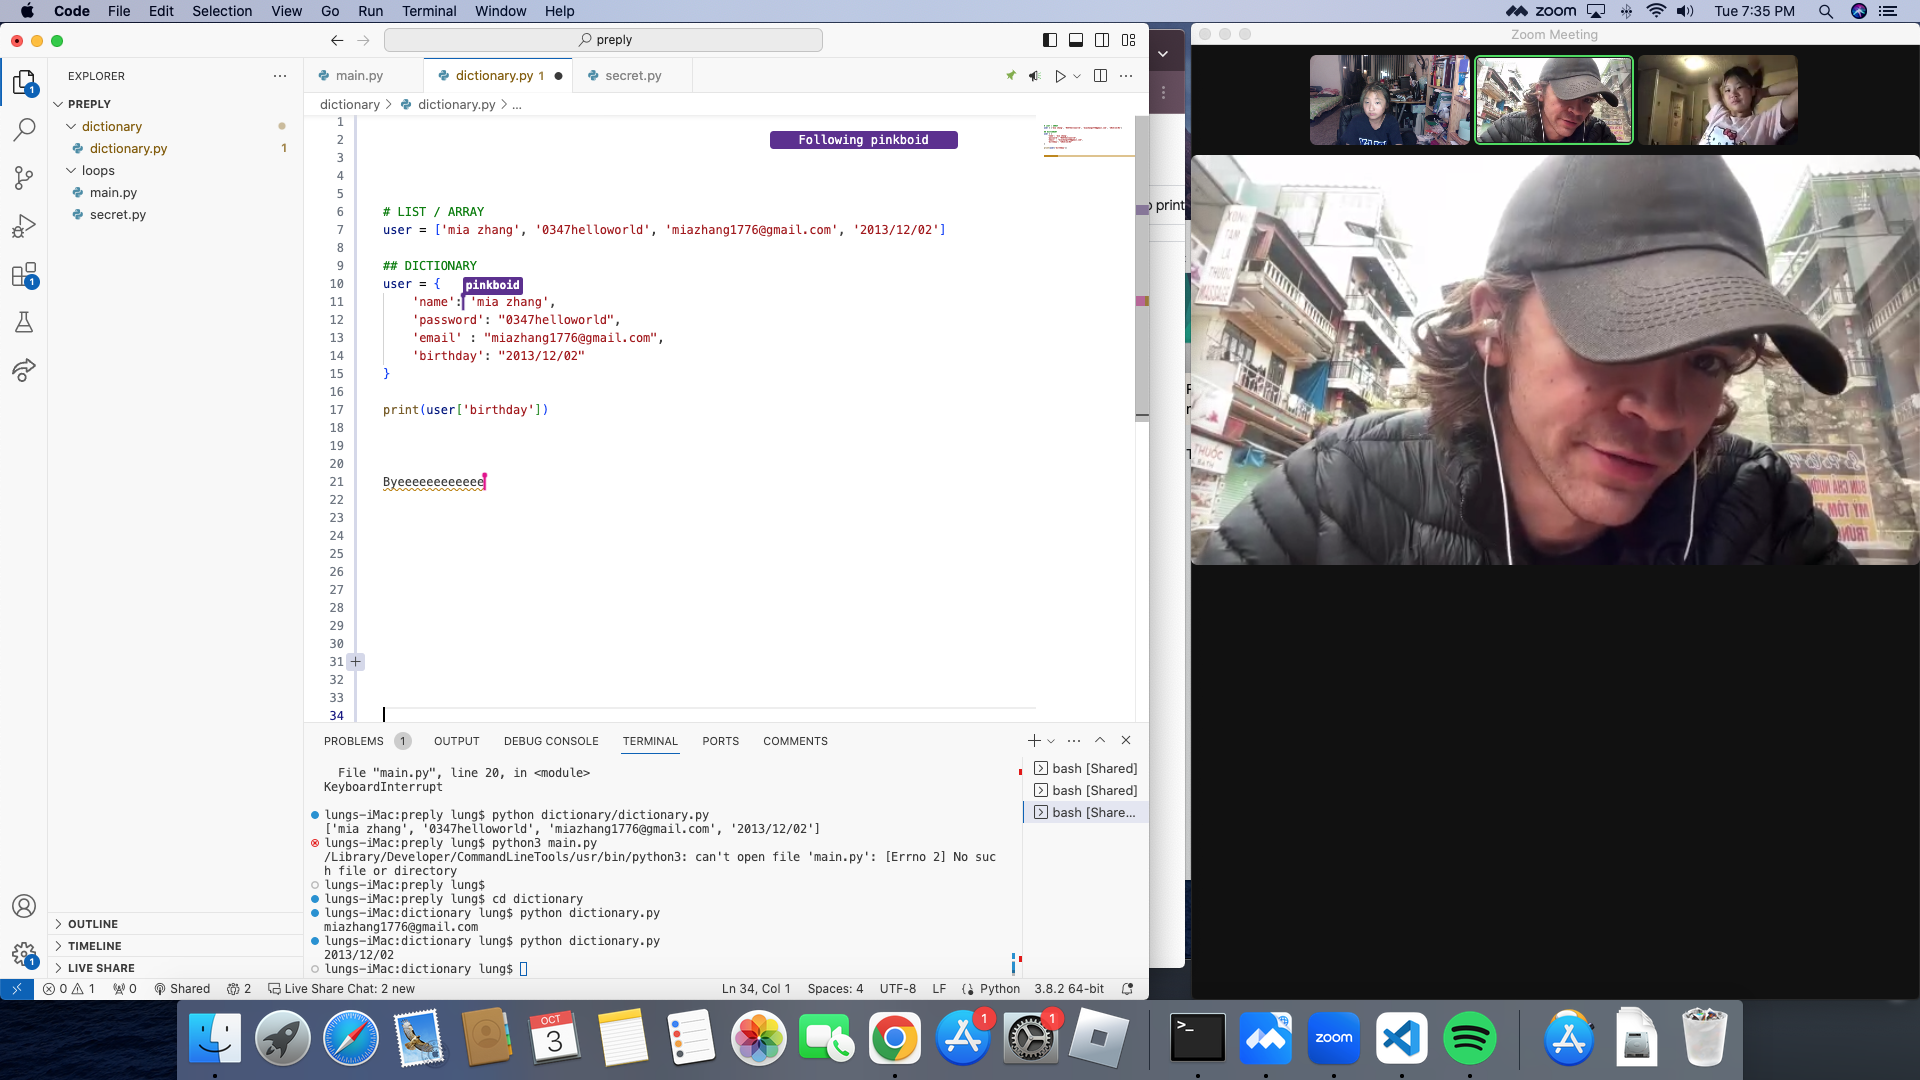 Code File Edit Selection View Go Run Terminal Window Help
zoom Tue 7:35 PM
preply
EXPLORER
PREPLY
dictionary
dictionary.py 1
loops
main.py
secret.py
OUTLINE
TIMELINE
LIVE SHARE
main.py dictionary.py 1 secret.py
dictionary > dictionary.py > ...
Following pinkboid
1
2
3
4
5
6 # LIST / ARRAY
7 user = ['mia zhang', '0347helloworld', 'miazhang1776@gmail.com', '2013/12/02']
8
9 ## DICTIONARY
10 user = {
pinkboid
11 'name': 'mia zhang',
12 'password': "0347helloworld",
13 'email' : "miazhang1776@gmail.com",
14 'birthday': "2013/12/02"
15 }
16
17 print(user['birthday'])
18
19
20
21 Byeeeeeeeeeeee
22
23
24
25
26
27
28
29
30
31
32
33
34
PROBLEMS 1 OUTPUT DEBUG CONSOLE TERMINAL PORTS COMMENTS
File "main.py", line 20, in <module>
KeyboardInterrupt
lungs-iMac:preply lung$ python dictionary/dictionary.py
['mia zhang', '0347helloworld', 'miazhang1776@gmail.com', '2013/12/02']
lungs-iMac:preply lung$ python3 main.py
/Library/Developer/CommandLineTools/usr/bin/python3: can't open file 'main.py': [Errno 2] No suc
h file or directory
lungs-iMac:preply lung$
lungs-iMac:preply lung$ cd dictionary
lungs-iMac:dictionary lung$ python dictionary.py
miazhang1776@gmail.com
lungs-iMac:dictionary lung$ python dictionary.py
2013/12/02
lungs-iMac:dictionary lung$
bash [Shared]
bash [Shared]
bash [Share...
0 1 0 Shared 2 Live Share Chat: 2 new Ln 34, Col 1 Spaces: 4 UTF-8 LF Python 3.8.2 64-bit
print
Zoom Meeting
THUOC
MASSAGE
THUỐC
BÚN CHẢ NƯỚNG
MỲ TÔM
OCT
3
1
1
zoom